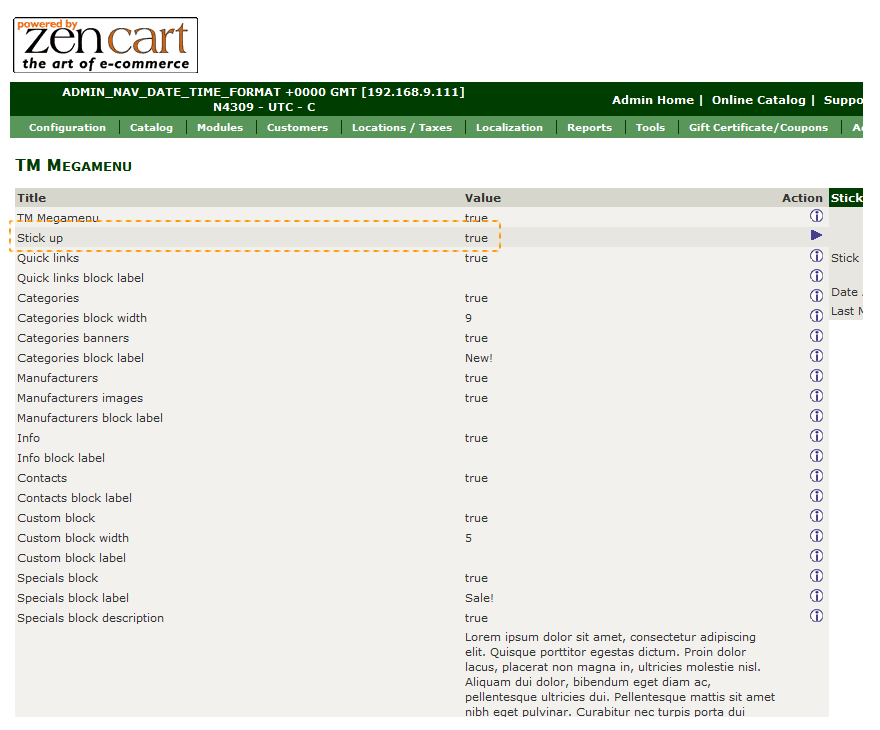 powered by
zencart
the art of e-commerce
ADMIN_NAV_DATE_TIME_FORMAT +0000 GMT [192.168.9.111]
N4309 - UTC - C
Admin Home | Online Catalog | Suppo
Configuration | Catalog | Modules | Customers | Locations / Taxes | Localization | Reports | Tools | Gift Certificate/Coupons | A
TM Megamenu
Title Value Action Stick
TM Megamenu true
Stick up true
Quick links true Stick
Quick links block label
Categories true Date
Categories block width 9 Last M
Categories banners true
Categories block label New!
Manufacturers true
Manufacturers images true
Manufacturers block label
Info true
Info block label
Contacts true
Contacts block label
Custom block true
Custom block width 5
Custom block label
Specials block true
Specials block label Sale!
Specials block description true
Lorem ipsum dolor sit amet, consectetur adipiscing
elit. Quisque porttitor egestas dictum. Proin dolor
lacus, placerat non magna in, ultricies molestie nisl.
Aliquam dui dolor, bibendum eget diam ac,
pellentesque ultricies dui. Pellentesque mattis sit amet
nibh eget pulvinar. Curabitur nec turpis porta dui